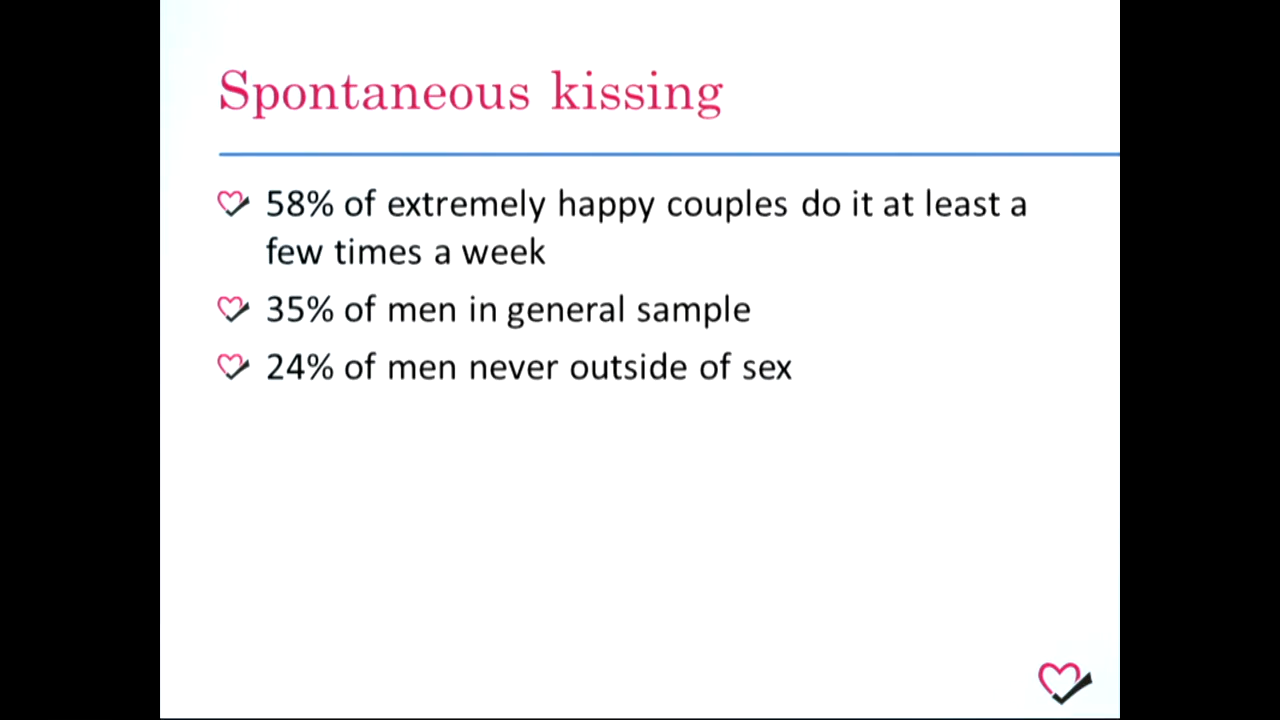 Spontaneous kissing
58% of extremely happy couples do it at least a
few times a week
35% of men in general sample
24% of men never outside of sex